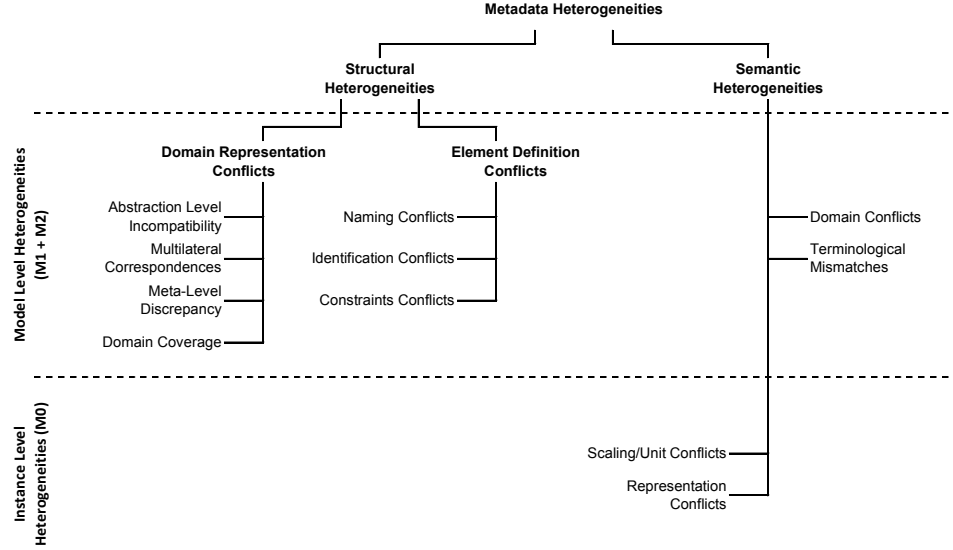 Metadata Heterogeneities
Structural
Heterogeneities
Semantic
Heterogeneities
Model Level Heterogeneities
(M1 + M2)
Domain Representation
Conflicts
Abstraction Level
Incompatibility
Multilateral
Correspondences
Meta-Level
Discrepancy
Domain Coverage
Element Definition
Conflicts
Naming Conflicts
Identification Conflicts
Constraints Conflicts
Domain Conflicts
Terminological
Mismatches
Instance Level
Heterogeneities (M0)
Scaling/Unit Conflicts
Representation
Conflicts